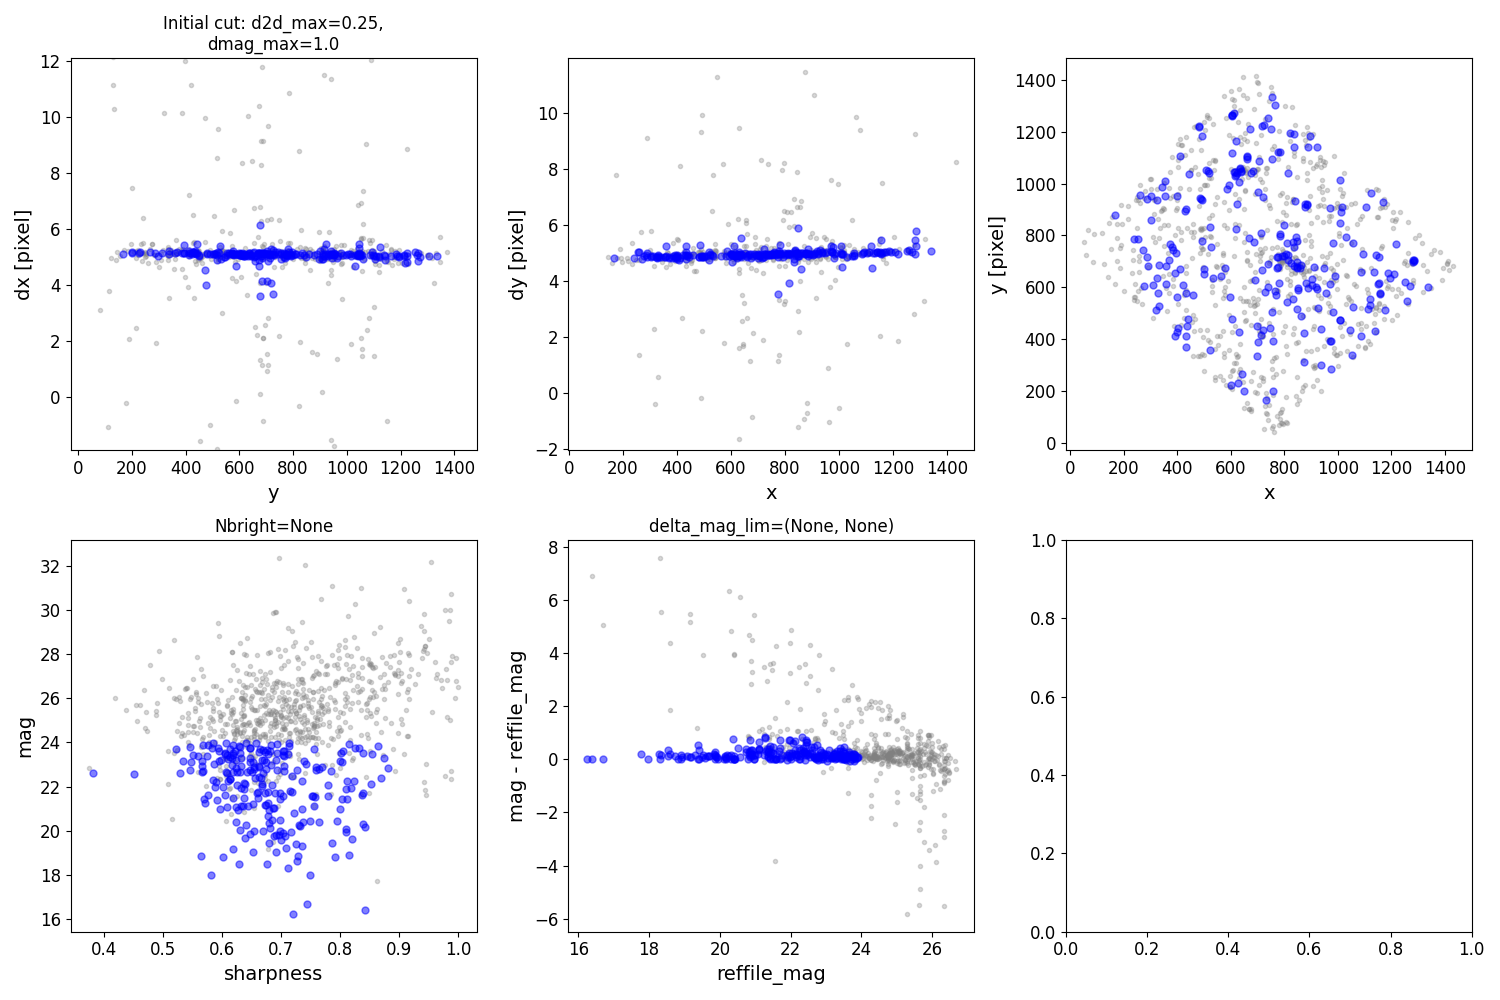 Initial cut: d2d_max=0.25,
dmag_max=1.0
dx [pixel]
12
10
8
6
4
2
0
0 200 400 600 800 1000 1200 1400
y
dy [pixel]
10
8
6
4
2
0
−2
0 200 400 600 800 1000 1200 1400
x
y [pixel]
1400
1200
1000
800
600
400
200
0
0 200 400 600 800 1000 1200 1400
x
Nbright=None
mag
32
30
28
26
24
22
20
18
16
0.4 0.5 0.6 0.7 0.8 0.9 1.0
sharpness
delta_mag_lim=(None, None)
mag - reffile_mag
8
6
4
2
0
−2
−4
−6
16 18 20 22 24 26
reffile_mag
1.0
0.8
0.6
0.4
0.2
0.0
0.0 0.2 0.4 0.6 0.8 1.0